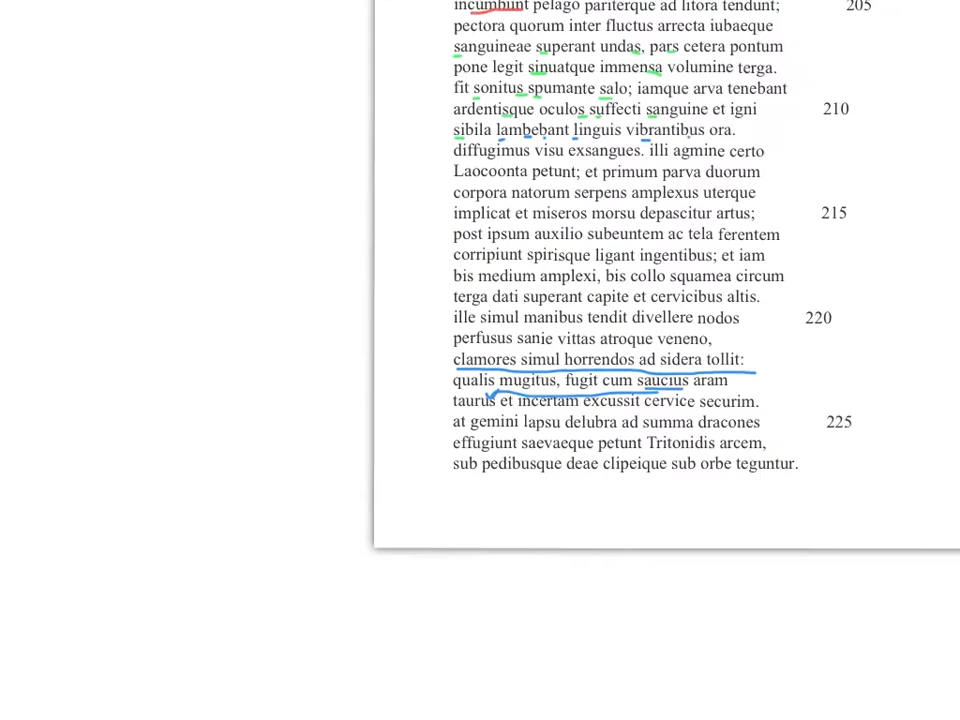 incumbunt pelago pariterque ad litora tendunt; 205
pectora quorum inter fluctus arrecta iubaeque
sanguineae superant undas, pars cetera pontum
pone legit sinuatque immensa volumine terga.
fit sonitus spumante salo; iamque arva tenebant
ardentisque oculos suffecti sanguine et igni 210
sibila lambebant linguis vibrantibus ora.
diffugimus visu exsangues. illi agmine certo
Laocoonta petunt; et primum parva duorum
corpora natorum serpens amplexus uterque
implicat et miseros morsu depascitur artus; 215
post ipsum auxilio subeuntem ac tela ferentem
corripiunt spirisque ligant ingentibus; et iam
bis medium amplexi, bis collo squamea circum
terga dati superant capite et cervicibus altis.
ille simul manibus tendit divellere nodos 220
perfusus sanie vittas atroque veneno,
clamores simul horrendos ad sidera tollit:
qualis mugitus, fugit cum saucius aram
taurus et incertam excussit cervice securim.
at gemini lapsu delubra ad summa dracones 225
effugiunt saevaeque petunt Tritonidis arcem,
sub pedibusque deae clipeique sub orbe teguntur.